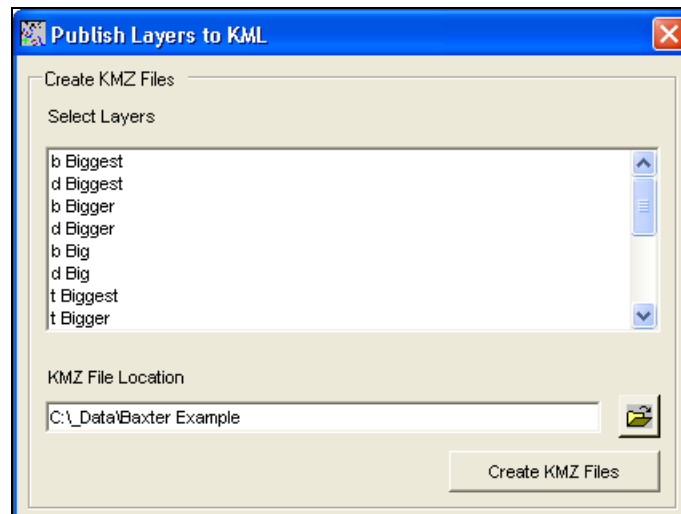 Publish Layers to KML
Create KMZ Files
Select Layers
b Biggest
d Biggest
b Bigger
d Bigger
b Big
d Big
t Biggest
t Bigger
KMZ File Location
C:\_Data\Baxter Example
Create KMZ Files